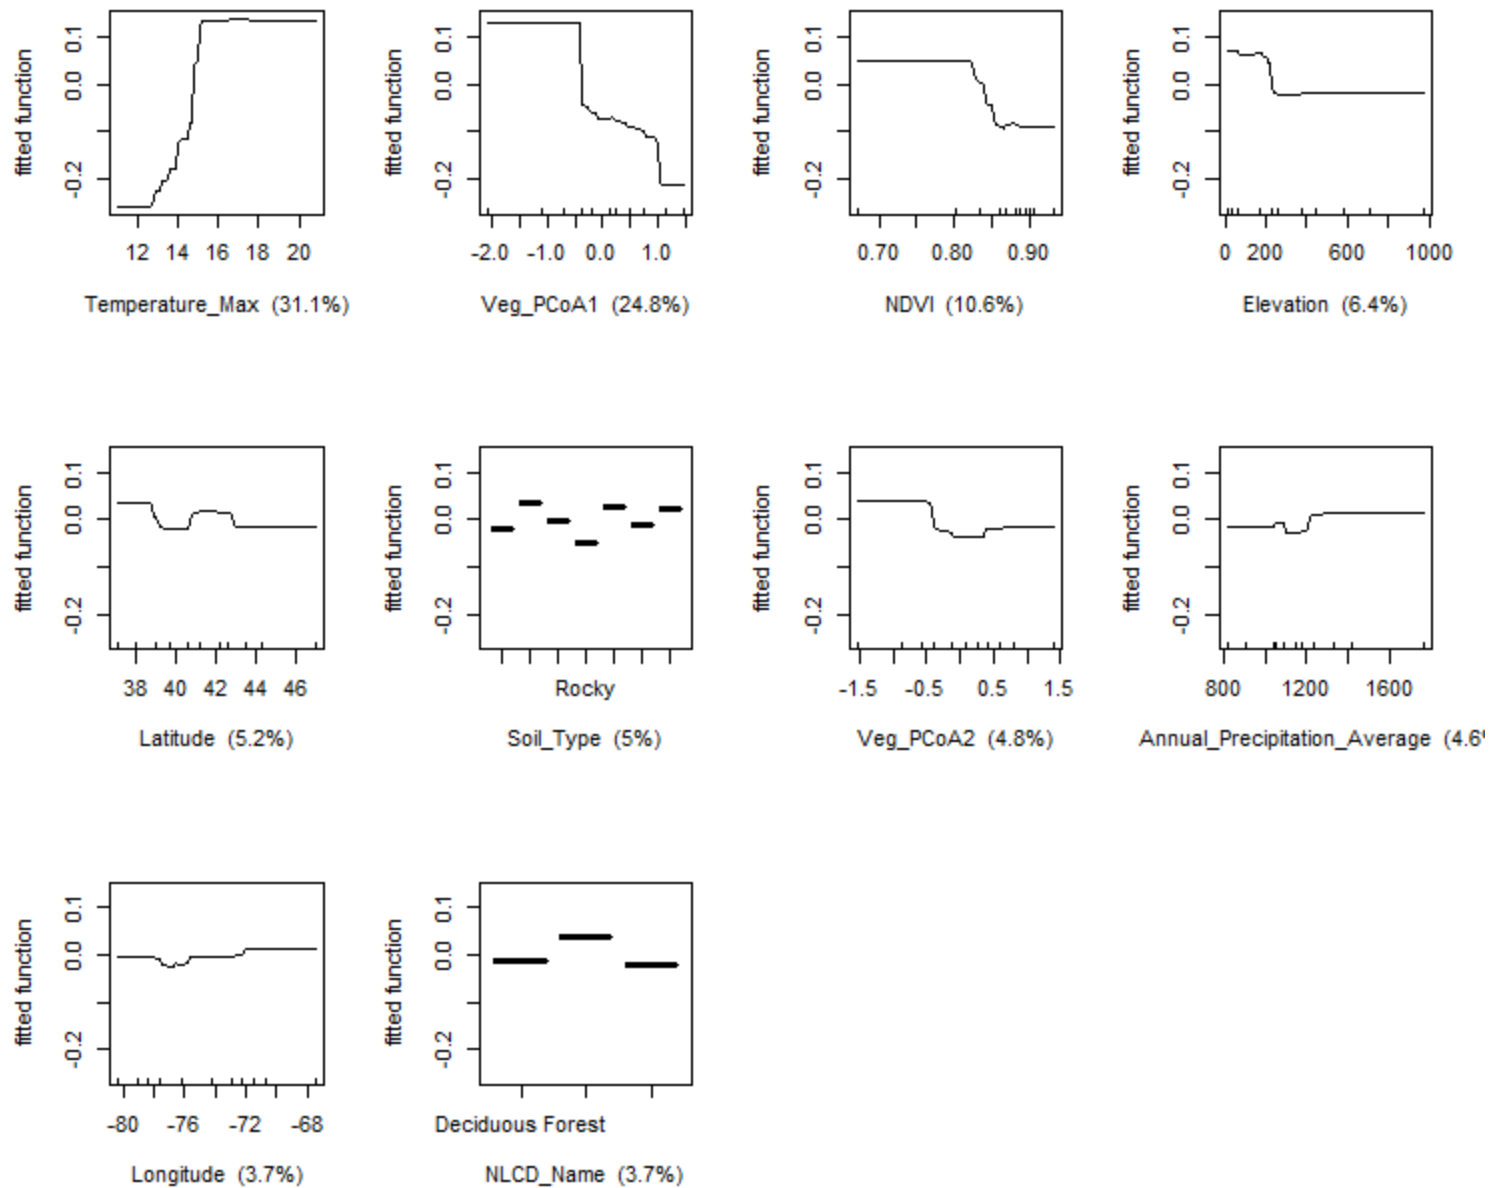 fitted function
0.1
0.0
-0.2
12 14 16 18 20
Temperature_Max (31.1%)
fitted function
0.1
0.0
-0.2
-2.0 -1.0 0.0 1.0
Veg_PCoA1 (24.8%)
fitted function
0.1
0.0
-0.2
0.70 0.80 0.90
NDVI (10.6%)
fitted function
0.1
0.0
-0.2
0 200 600 1000
Elevation (6.4%)
fitted function
0.1
0.0
-0.2
38 40 42 44 46
Latitude (5.2%)
fitted function
0.1
0.0
-0.2
Rocky
Soil_Type (5%)
fitted function
0.1
0.0
-0.2
-1.5 -0.5 0.5 1.5
Veg_PCoA2 (4.8%)
fitted function
0.1
0.0
-0.2
800 1200 1600
Annual_Precipitation_Average (4.6
fitted function
0.1
0.0
-0.2
-80 -76 -72 -68
Longitude (3.7%)
fitted function
0.1
0.0
-0.2
Deciduous Forest
NLCD_Name (3.7%)